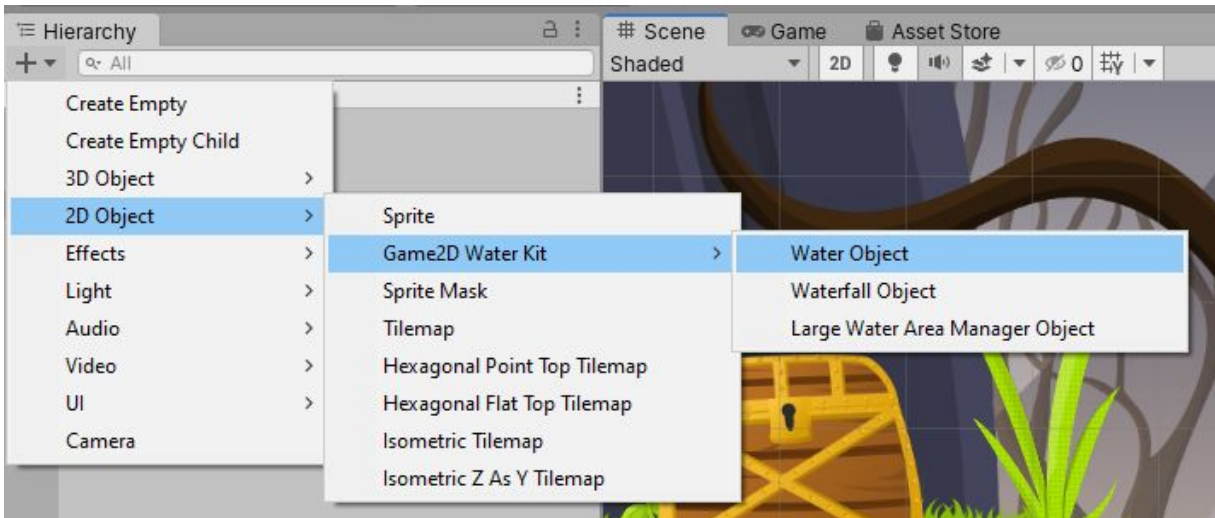 Hierarchy
All
Create Empty
Create Empty Child
3D Object
2D Object
Effects
Light
Audio
Video
UI
Camera
Sprite
Game2D Water Kit
Sprite Mask
Tilemap
Hexagonal Point Top Tilemap
Hexagonal Flat Top Tilemap
Isometric Tilemap
Isometric Z As Y Tilemap
Water Object
Waterfall Object
Large Water Area Manager Object
Scene
Game
Asset Store
Shaded
2D
0